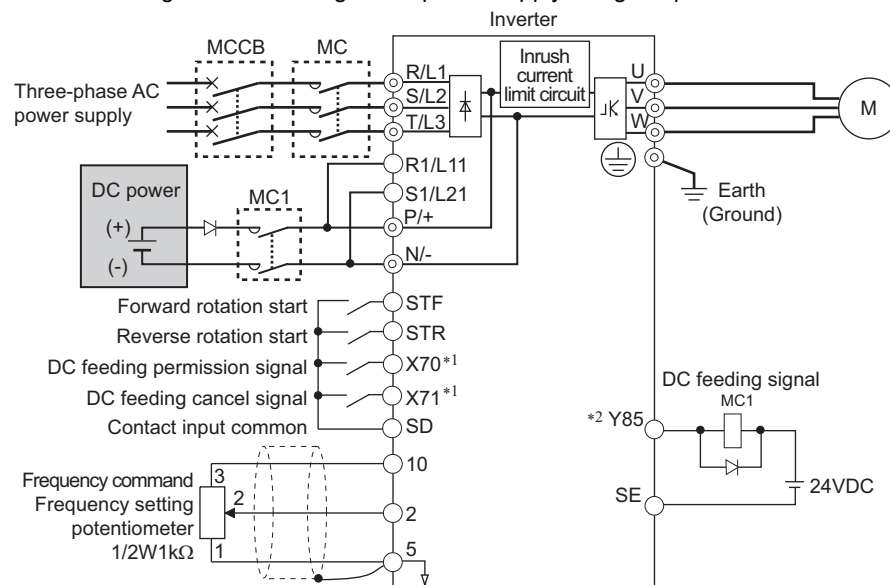 Inverter
MCCB
MC
Three-phase AC
power supply
R/L1
S/L2
T/L3
Inrush
current
limit circuit
U
V
W
M
R1/L11
S1/L21
DC power
(+)
(-)
MC1
P/+
N/-
Earth
(Ground)
Forward rotation start
STF
Reverse rotation start
STR
DC feeding permission signal
X70*1
DC feeding cancel signal
X71*1
Contact input common
SD
DC feeding signal
MC1
*2 Y85
24VDC
SE
Frequency command
Frequency setting
potentiometer
1/2W1kΩ
3
2
1
10
2
5